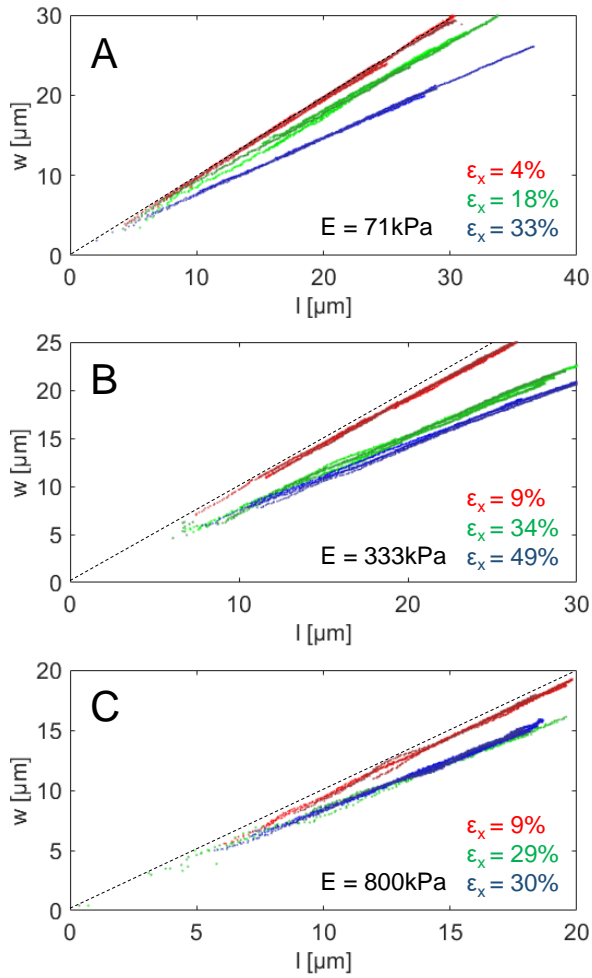 A
30
20
10
0
w [µm]
εx = 4%
εx = 18%
εx = 33%
E = 71kPa
0 10 20 30 40
l [µm]
B
25
20
15
10
5
0
w [µm]
εx = 9%
εx = 34%
εx = 49%
E = 333kPa
0 10 20 30
l [µm]
C
20
15
10
5
0
w [µm]
εx = 9%
εx = 29%
εx = 30%
E = 800kPa
0 5 10 15 20
l [µm]